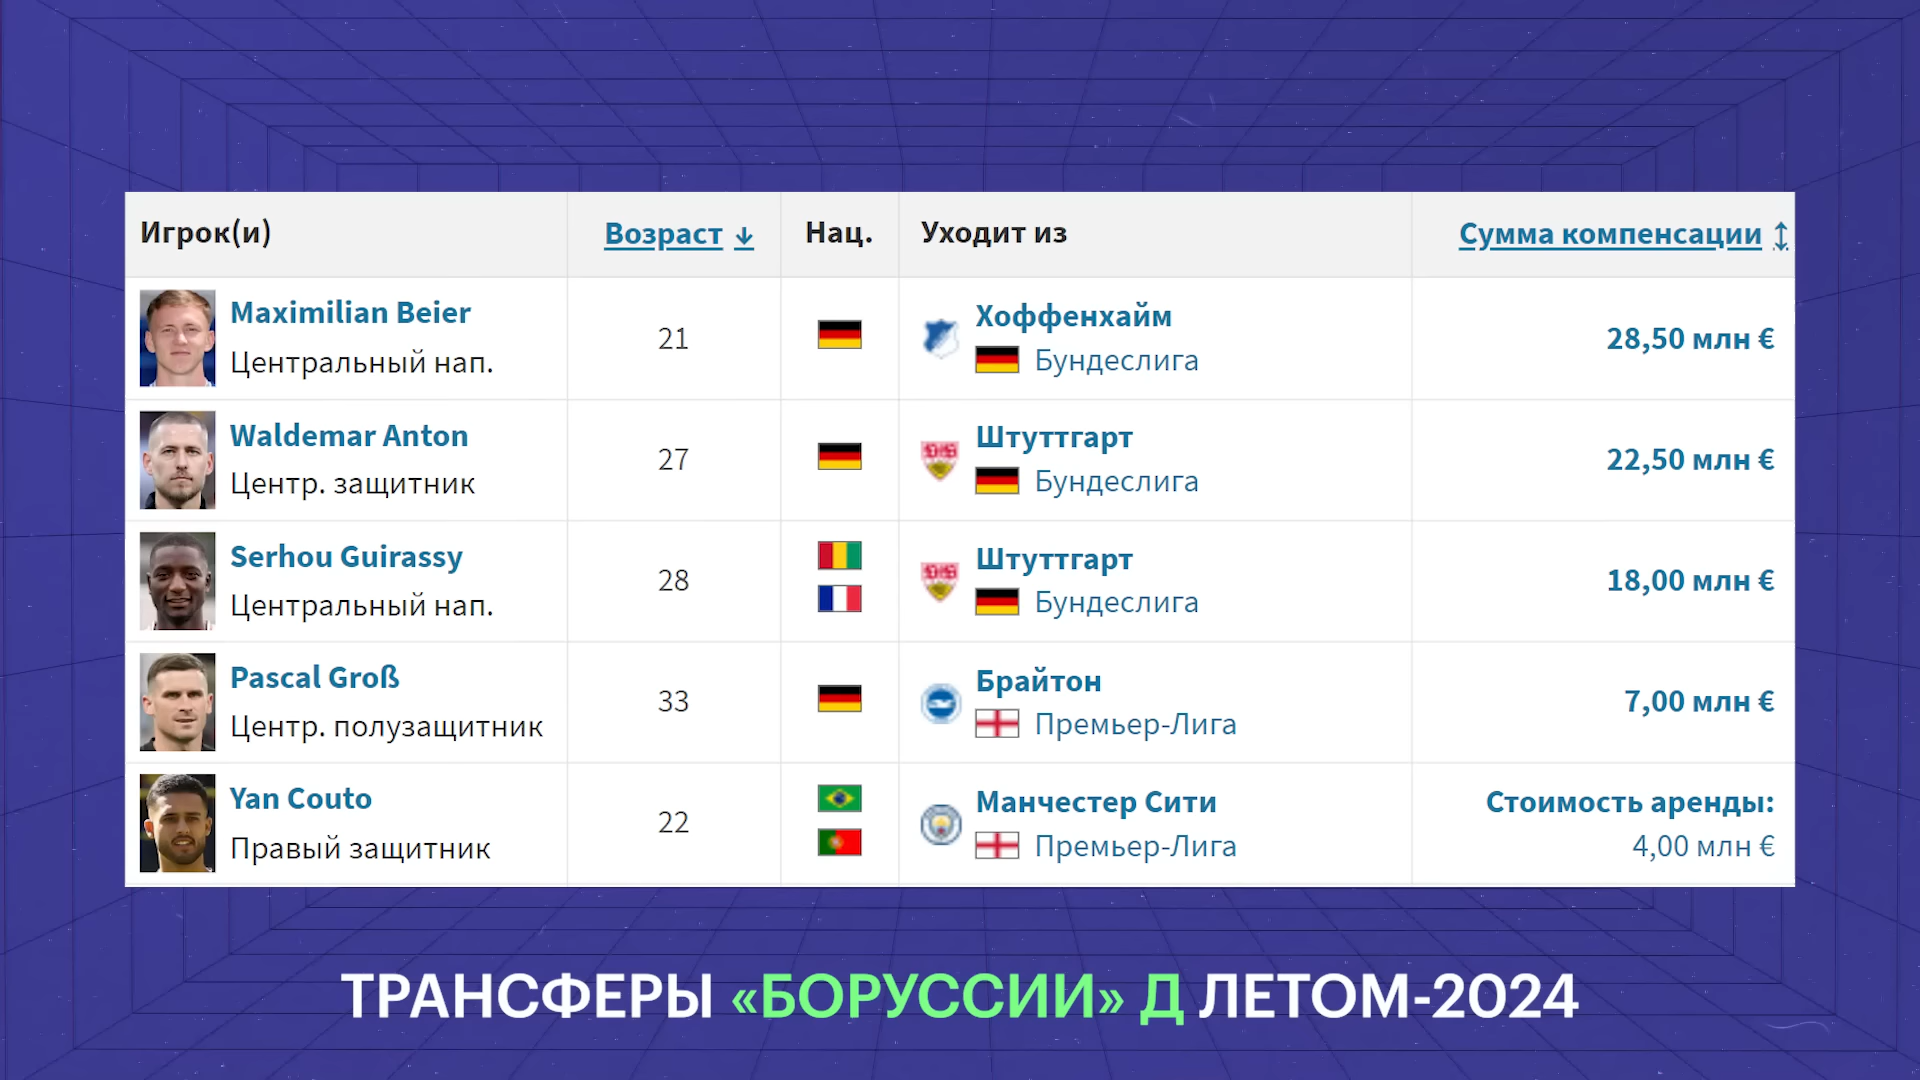 Игрок(и) Возраст ↓ Нац. Уходит из Сумма компенсации ↕
Maximilian Beier
Центральный нап.
21
Хоффенхайм
Бундеслига
28,50 млн €
Waldemar Anton
Центр. защитник
27
Штуттгарт
Бундеслига
22,50 млн €
Serhou Guirassy
Центральный нап.
28
Штуттгарт
Бундеслига
18,00 млн €
Pascal Groß
Центр. полузащитник
33
Брайтон
Премьер-Лига
7,00 млн €
Yan Couto
Правый защитник
22
Манчестер Сити
Премьер-Лига
Стоимость аренды:
4,00 млн €
ТРАНСФЕРЫ «БОРУССИИ» Д ЛЕТОМ-2024